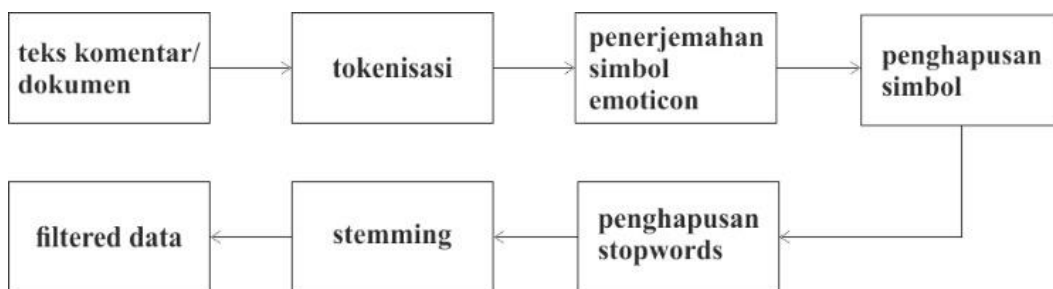 teks komentar/
dokumen
tokenisasi
penerjemahan
simbol
emoticon
penghapusan
simbol
penghapusan
stopwords
stemming
filtered data